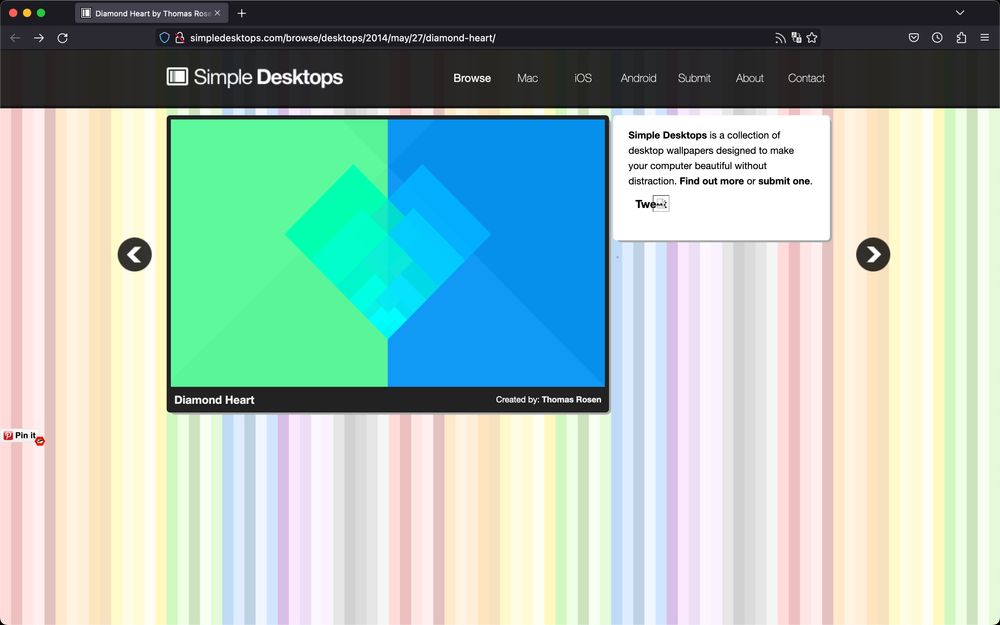 Diamond Heart by Thomas Rose
simpledesktops.com/browse/desktops/2014/may/27/diamond-heart/
Simple Desktops
Browse Mac iOS Android Submit About Contact
Simple Desktops is a collection of
desktop wallpapers designed to make
your computer beautiful without
distraction. Find out more or submit one.
Tweet
Diamond Heart
Created by: Thomas Rosen
Pin it